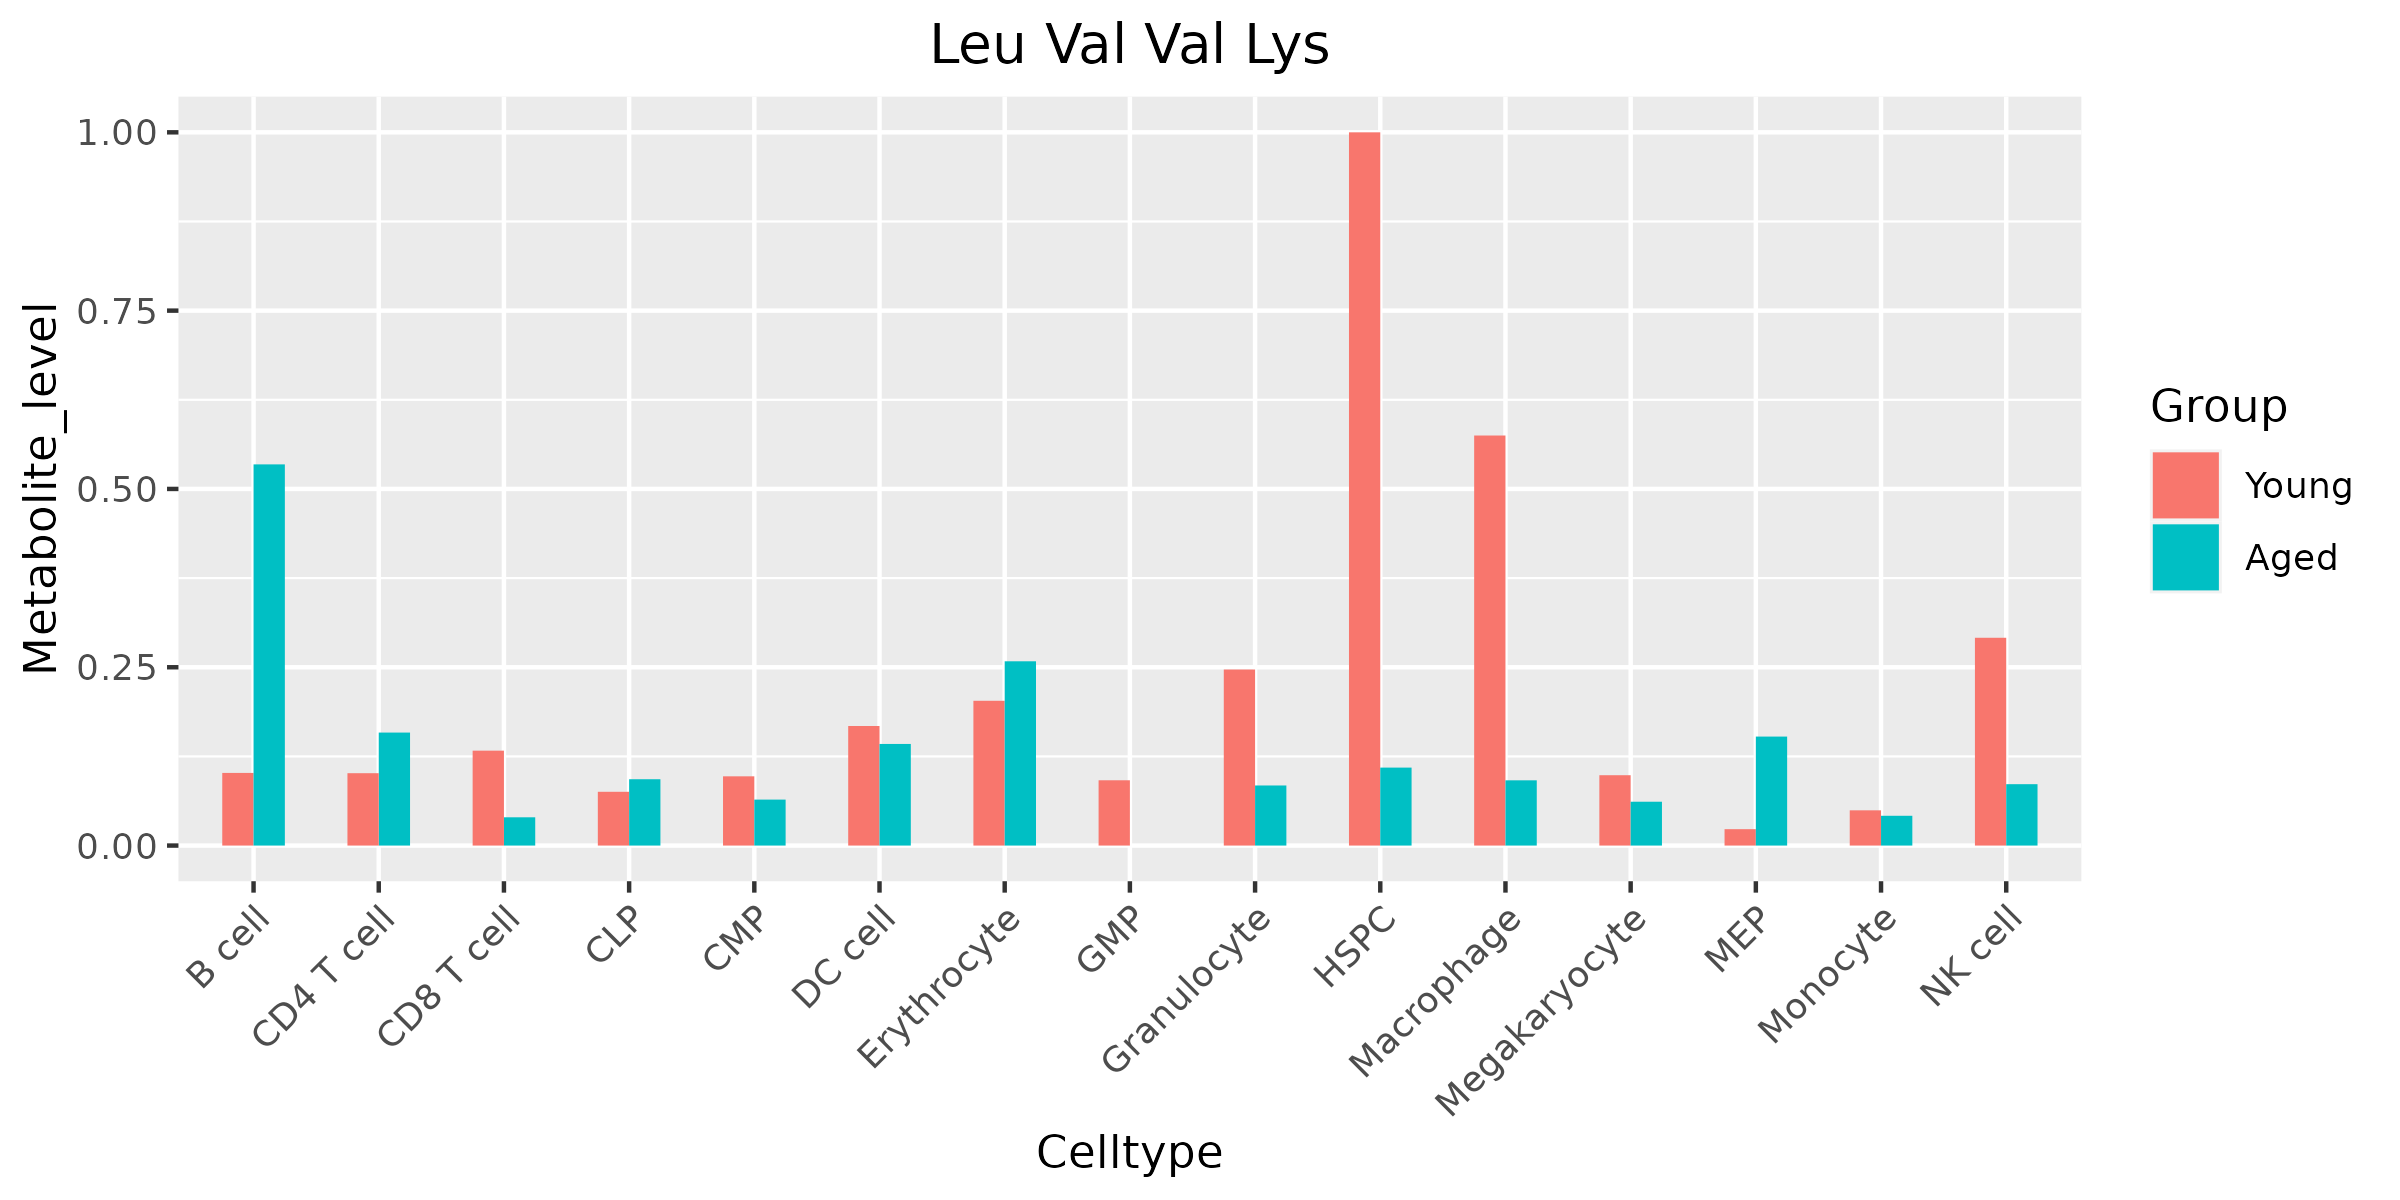 Leu Val Val Lys
Metabolite_level
1.00
0.75
0.50
0.25
0.00
B cell
CD4 T cell
CD8 T cell
CLP
CMP
DC cell
Erythrocyte
GMP
Granulocyte
HSPC
Macrophage
Megakaryocyte
MEP
Monocyte
NK cell
Celltype
Group
Young
Aged